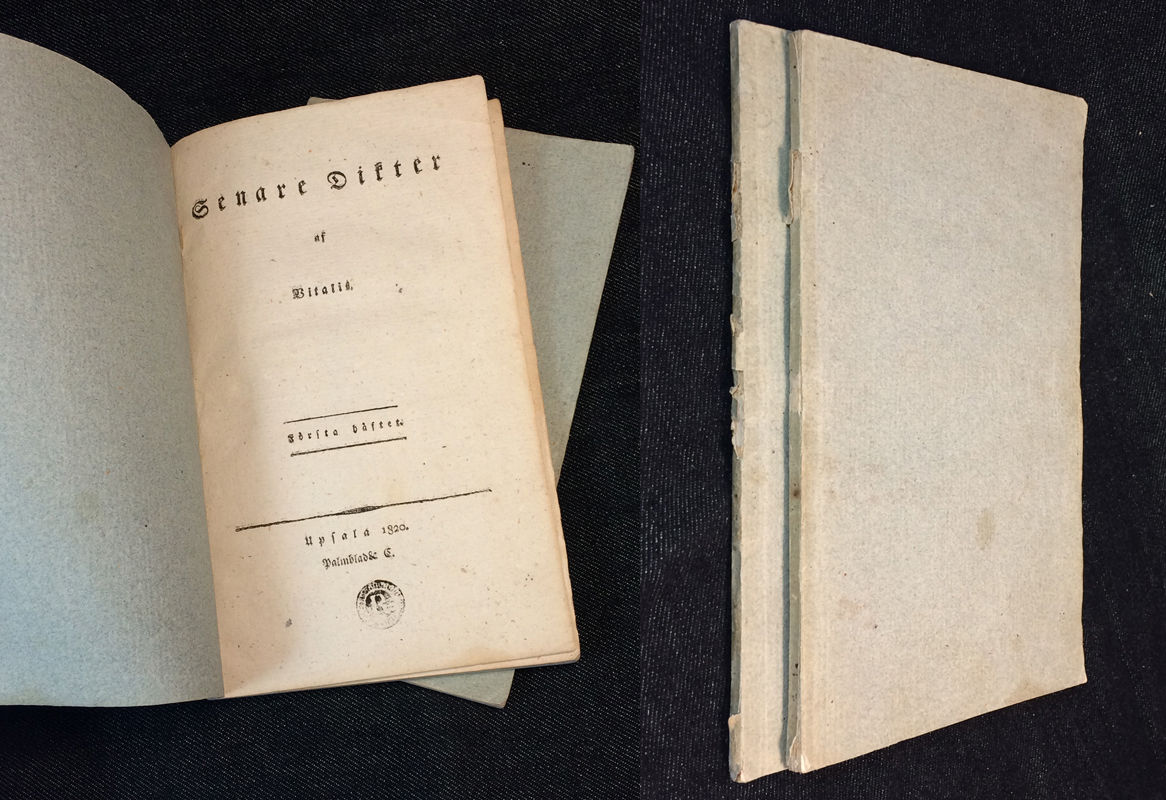 Senare Dikter
af
Vitalis.
Första häftet.
Upsala 1820.
Palmblad & C.